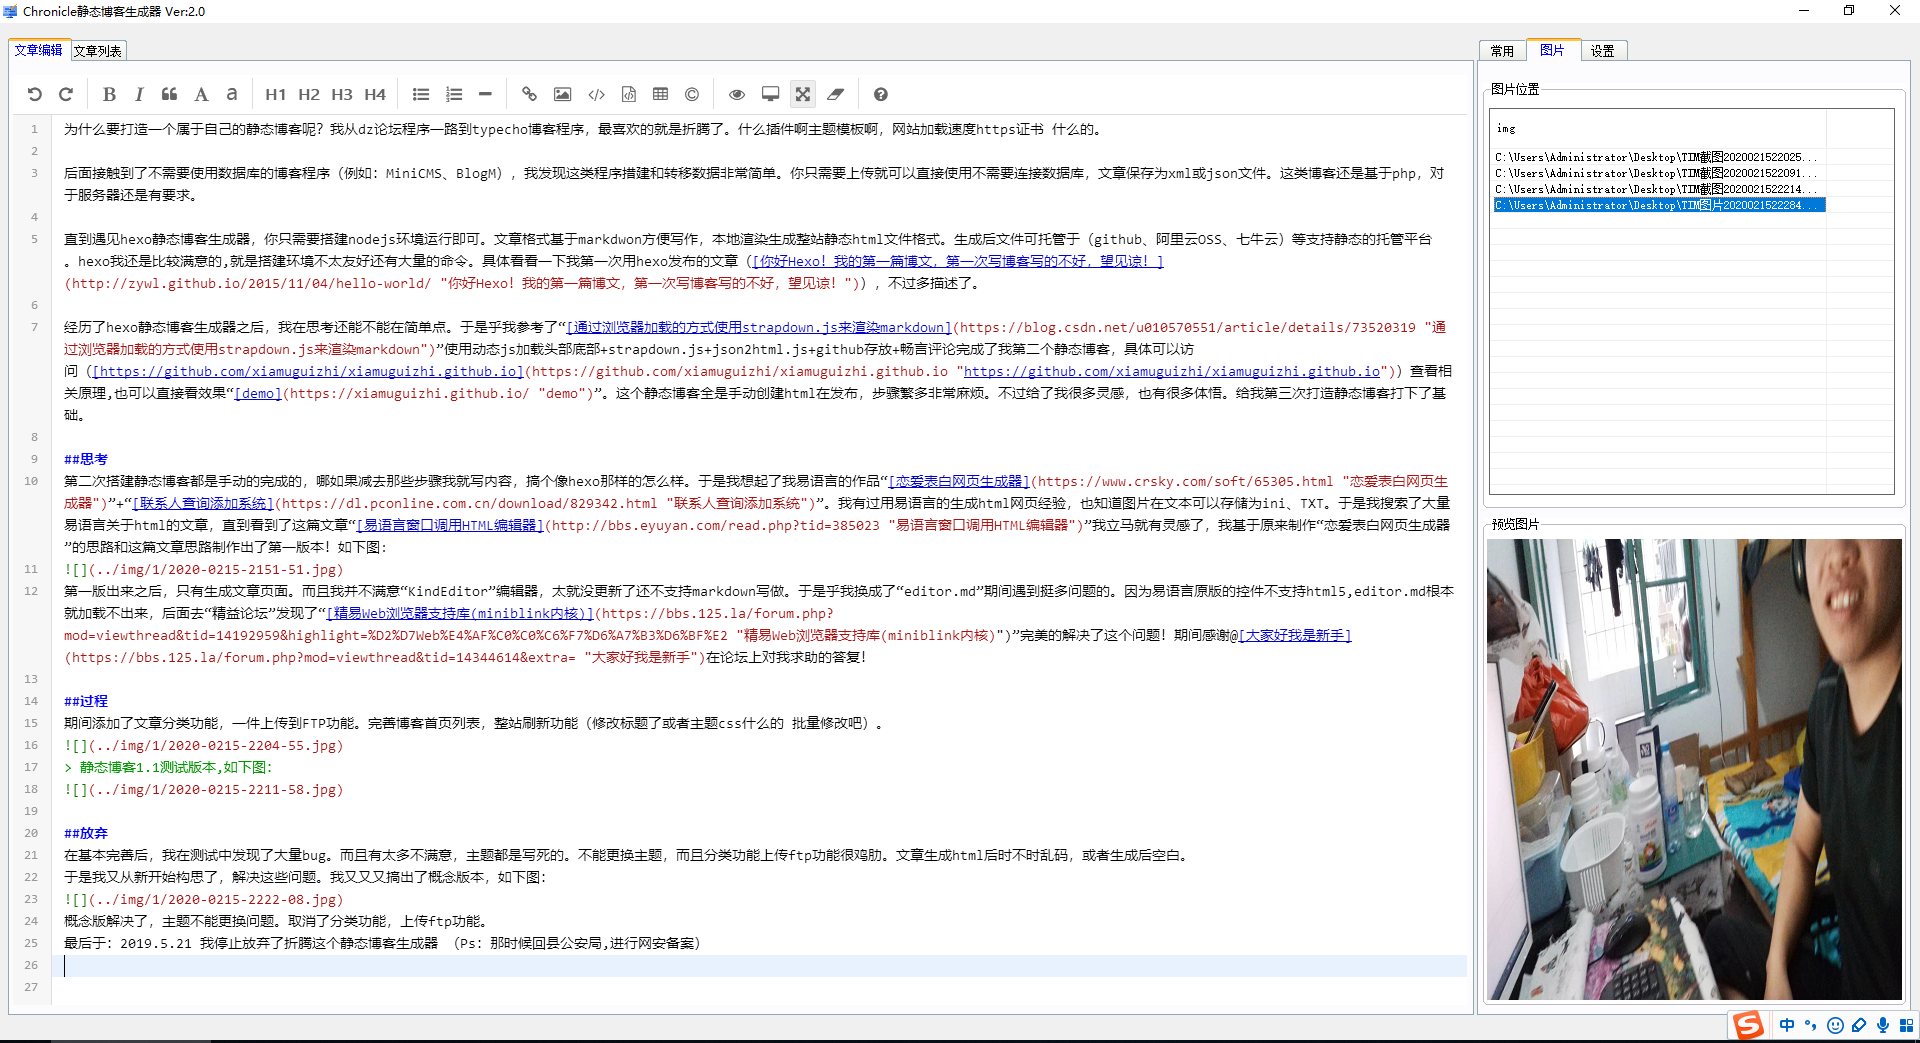 Chronicle静态博客生成器 Ver:2.0
文章编辑 文章列表
常用 图片 设置
B I A a H1 H2 H3 H4
1 为什么要打造一个属于自己的静态博客呢？我从dz论坛程序一路到typecho博客程序，最喜欢的就是折腾了。什么插件啊主题模板啊，网站加载速度https证书 什么的。
2
3 后面接触到了不需要使用数据库的博客程序（例如：MiniCMS、BlogM），我发现这类程序搭建和转移数据非常简单。你只需要上传就可以直接使用不需要连接数据库，文章保存为xml或json文件。这类博客还是基于php，对
于服务器还是有要求。
4
5 直到遇见hexo静态博客生成器，你只需要搭建nodejs环境运行即可。文章格式基于markdwon方便写作，本地渲染生成整站静态html文件格式。生成后文件可托管于（github、阿里云OSS、七牛云）等支持静态的托管平台
。hexo我还是比较满意的,就是搭建环境不太友好还有大量的命令。具体看看一下我第一次用hexo发布的文章（[你好Hexo！我的第一篇博文，第一次写博客写的不好，望见谅！]
(http://zywl.github.io/2015/11/04/hello-world/ "你好Hexo！我的第一篇博文，第一次写博客写的不好，望见谅！")），不过多描述了。
6
7 经历了hexo静态博客生成器之后，我在思考还能不能在简单点。于是乎我参考了“[通过浏览器加载的方式使用strapdown.js来渲染markdown](https://blog.csdn.net/u010570551/article/details/73520319 "通
过浏览器加载的方式使用strapdown.js来渲染markdown")”使用动态js加载头部底部+strapdown.js+json2html.js+github存放+畅言评论完成了我第二个静态博客，具体可以访
问（[https://github.com/xiamuguizhi/xiamuguizhi.github.io](https://github.com/xiamuguizhi/xiamuguizhi.github.io "https://github.com/xiamuguizhi/xiamuguizhi.github.io")）查看相
关原理,也可以直接看效果“[demo](https://xiamuguizhi.github.io/ "demo")”。这个静态博客全是手动创建html在发布，步骤繁多非常麻烦。不过给了我很多灵感，也有很多体悟。给我第三次打造静态博客打下了基
础。
8
9 ##思考
10 第二次搭建静态博客都是手动的完成的，哪如果减去那些步骤我就写内容，搞个像hexo那样的怎么样。于是我想起了我易语言的作品“[恋爱表白网页生成器](https://www.crsky.com/soft/65305.html "恋爱表白网页生
成器")”+“[联系人查询添加系统](https://dl.pconline.com.cn/download/829342.html "联系人查询添加系统")”。我有过用易语言的生成html网页经验，也知道图片在文本可以存储为ini、TXT。于是我搜索了大量
易语言关于html的文章，直到看到了这篇文章“[易语言窗口调用HTML编辑器](http://bbs.eyuyan.com/read.php?tid=385023 "易语言窗口调用HTML编辑器")”我立马就有灵感了，我基于原来制作“恋爱表白网页生成器
”的思路和这篇文章思路制作出了第一版本！如下图：
11 ![](../img/1/2020-0215-2151-51.jpg)
12 第一版出来之后，只有生成文章页面。而且我并不满意“KindEditor”编辑器，太就没更新了还不支持markdown写做。于是乎我换成了“editor.md”期间遇到挺多问题的。因为易语言原版的控件不支持html5,editor.md根本
就加载不出来，后面去“精益论坛”发现了“[精易Web浏览器支持库(miniblink内核)](https://bbs.125.la/forum.php?
mod=viewthread&tid=14192959&highlight=%D2%D7Web%E4%AF%C0%C0%C6%F7%D6%A7%B3%D6%BF%E2 "精易Web浏览器支持库(miniblink内核)")”完美的解决了这个问题！期间感谢@[大家好我是新手]
(https://bbs.125.la/forum.php?mod=viewthread&tid=14344614&extra= "大家好我是新手")在论坛上对我求助的答复！
13
14 ##过程
15 期间添加了文章分类功能，一件上传到FTP功能。完善博客首页列表，整站刷新功能（修改标题了或者主题css什么的 批量修改吧）。
16 ![](../img/1/2020-0215-2204-55.jpg)
17 > 静态博客1.1测试版本,如下图：
18 ![](../img/1/2020-0215-2211-58.jpg)
19
20 ##放弃
21 在基本完善后，我在测试中发现了大量bug。而且有太多不满意，主题都是写死的。不能更换主题，而且分类功能上传ftp功能很鸡肋。文章生成html后时不时乱码，或者生成后空白。
22 于是我又从新开始构思了，解决这些问题。我又又又搞出了概念版本，如下图：
23 ![](../img/1/2020-0215-2222-08.jpg)
24 概念版解决了，主题不能更换问题。取消了分类功能，上传ftp功能。
25 最后于：2019.5.21 我停止放弃了折腾这个静态博客生成器 （Ps：那时候回县公安局,进行网安备案）
26
27
图片位置
img
C:\Users\Administrator\Desktop\TIM截图2020021522025...
C:\Users\Administrator\Desktop\TIM截图2020021522091...
C:\Users\Administrator\Desktop\TIM截图2020021522214...
C:\Users\Administrator\Desktop\TIM图片2020021522284...
预览图片
中